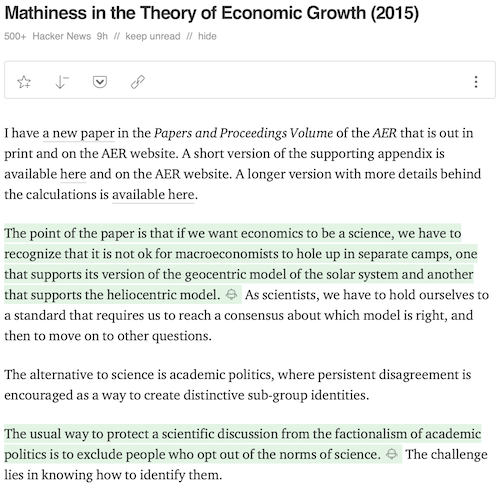 Mathiness in the Theory of Economic Growth (2015)
500+ Hacker News 9h // keep unread // hide
I have a new paper in the Papers and Proceedings Volume of the AER that is out in
print and on the AER website. A short version of the supporting appendix is
available here and on the AER website. A longer version with more details behind
the calculations is available here.
The point of the paper is that if we want economics to be a science, we have to
recognize that it is not ok for macroeconomists to hole up in separate camps, one
that supports its version of the geocentric model of the solar system and another
that supports the heliocentric model. As scientists, we have to hold ourselves to
a standard that requires us to reach a consensus about which model is right, and
then to move on to other questions.
The alternative to science is academic politics, where persistent disagreement is
encouraged as a way to create distinctive sub-group identities.
The usual way to protect a scientific discussion from the factionalism of academic
politics is to exclude people who opt out of the norms of science. The challenge
lies in knowing how to identify them.